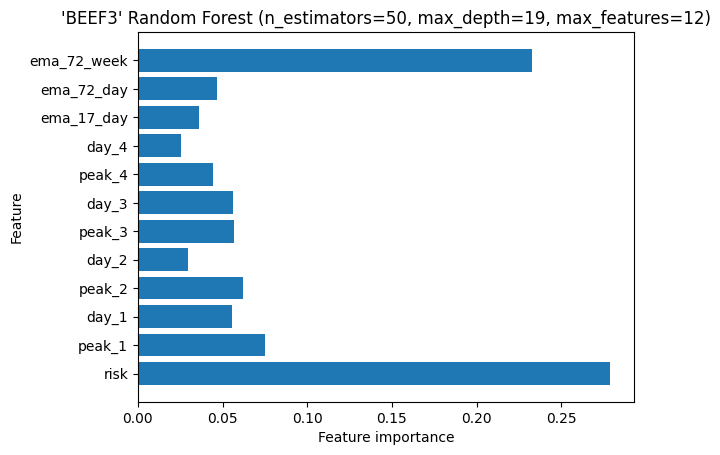 'BEEF3' Random Forest (n_estimators=50, max_depth=19, max_features=12)
ema_72_week
ema_72_day
ema_17_day
day_4
peak_4
day_3
peak_3
day_2
peak_2
day_1
peak_1
risk
Feature
0.00 0.05 0.10 0.15 0.20 0.25
Feature importance